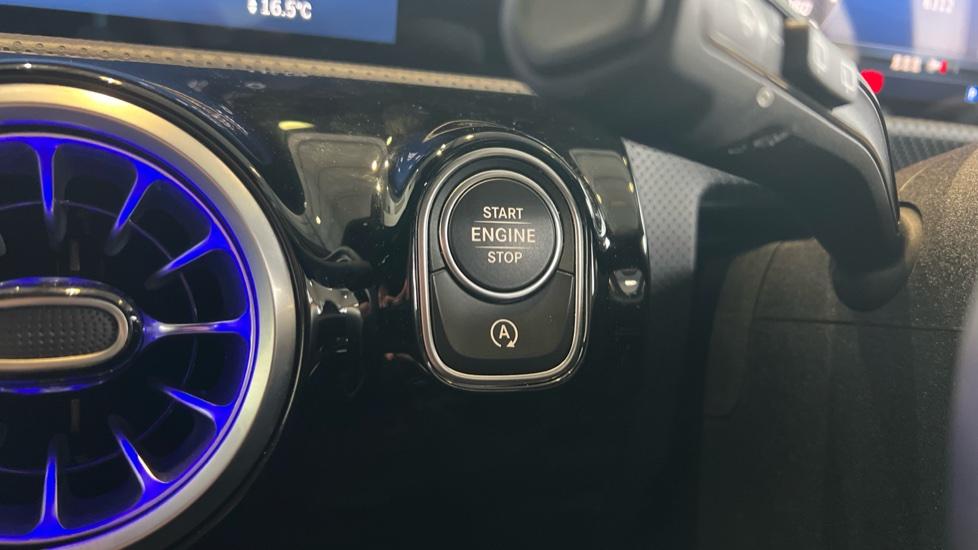 16.5°C
START
ENGINE
STOP
A
P